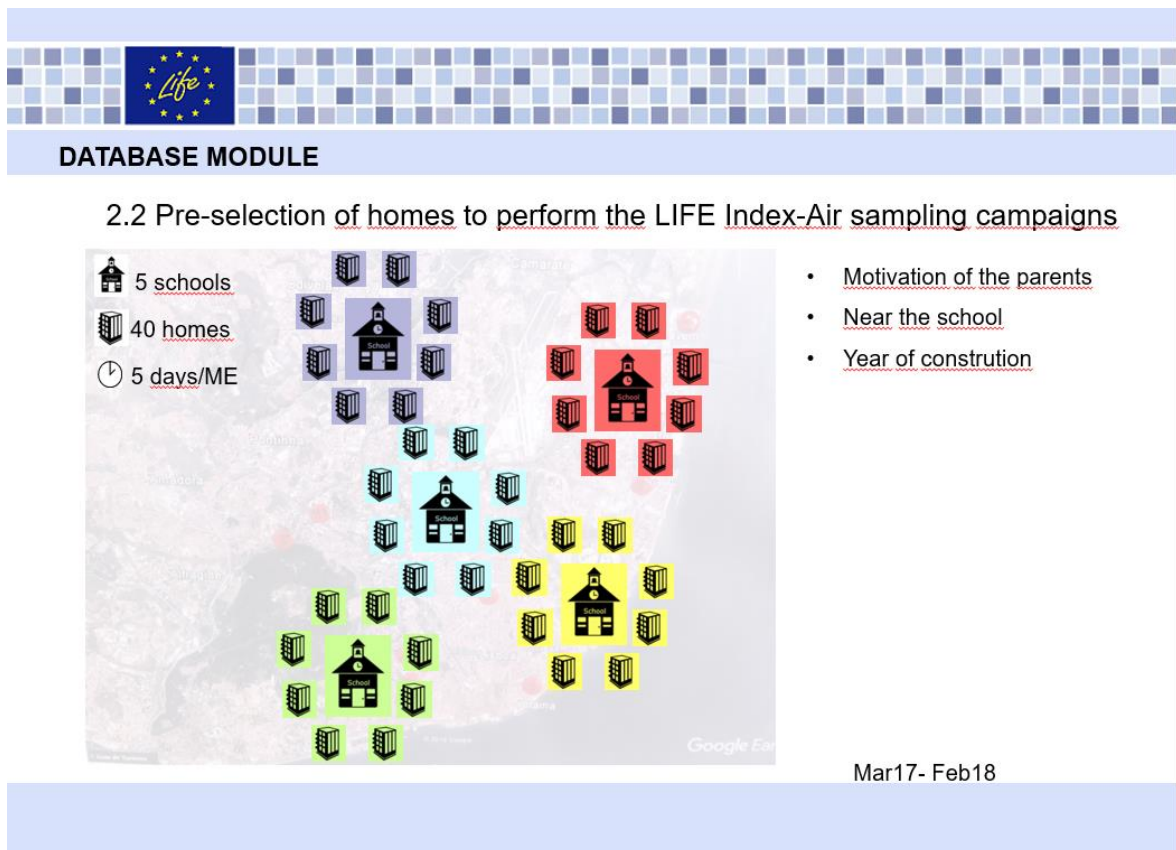 Life
DATABASE MODULE
2.2 Pre-selection of homes to perform the LIFE Index-Air sampling campaigns
5 schools
40 homes
5 days/ME
• Motivation of the parents
• Near the school
• Year of constrution
School
School
School
School
School
Google Ear
Mar17- Feb18